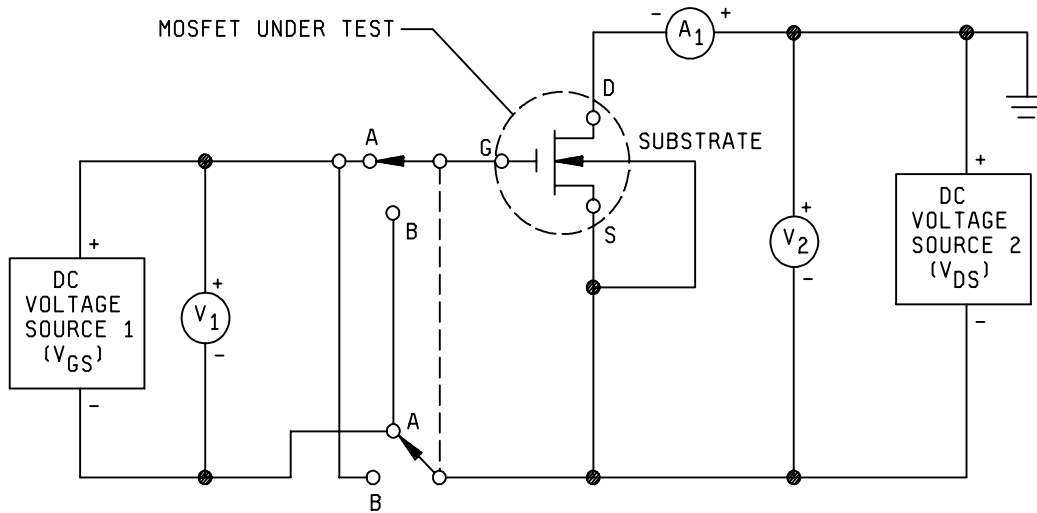 MOSFET UNDER TEST
- A1 +
D
SUBSTRATE
A
G
B
S
+
DC
VOLTAGE
SOURCE 1
(VGS)
-
+
V1
-
+
V2
-
+
DC
VOLTAGE
SOURCE 2
(VDS)
-
A
B